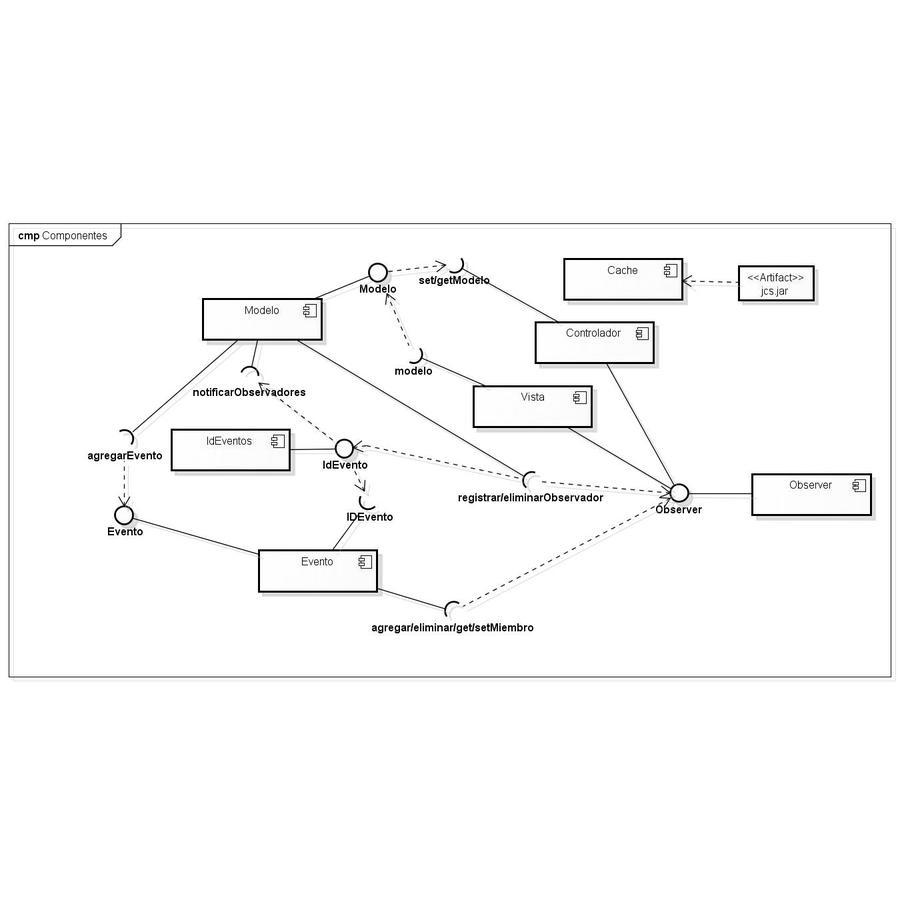 cmp Componentes
Modelo
set/getModelo
Cache
<<Artifact>>
jcs.jar
Modelo
Controlador
modelo
notificarObservadores
Vista
agregarEvento
IdEventos
IdEvento
registrar/eliminarObservador
Observer
Observer
IDEvento
Evento
Evento
agregar/eliminar/get/setMiembro